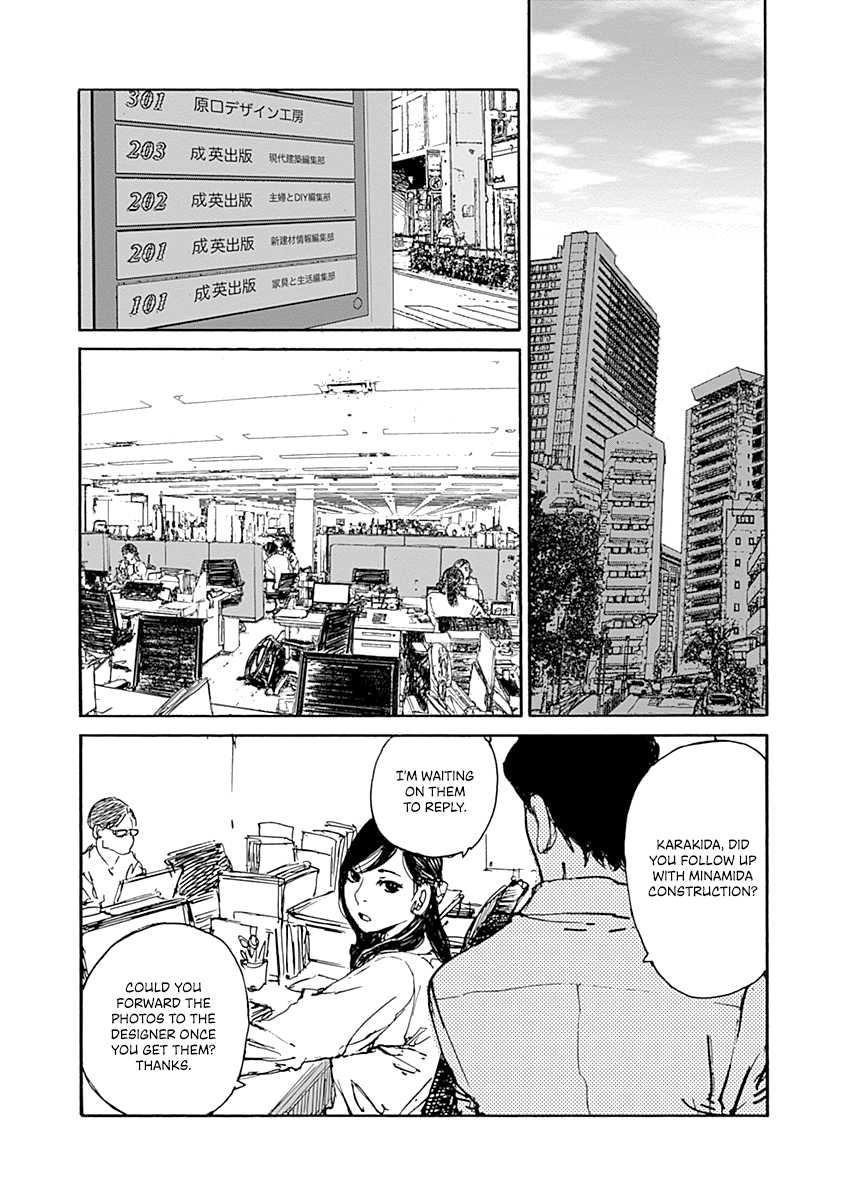 301 原口デザイン工房
203 成英出版 現代建築編集部
202 成英出版 主婦とDIY編集部
201 成英出版 新建材情報編集部
101 成英出版 家具と生活編集部
KARAKIDA, DID
YOU FOLLOW UP
WITH MINAMIDA
CONSTRUCTION?
I'M WAITING
ON THEM
TO REPLY.
COULD YOU
FORWARD THE
PHOTOS TO THE
DESIGNER ONCE
YOU GET THEM?
THANKS.